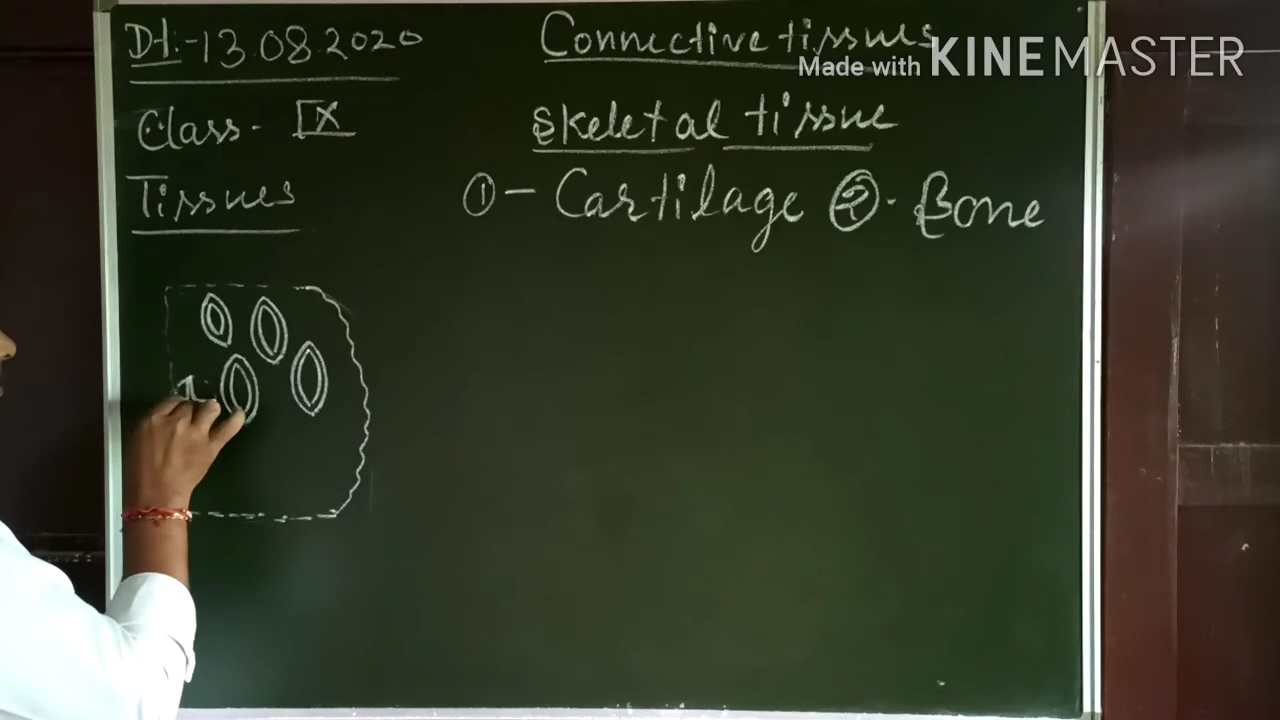 Dt:-13.08.2020
Connective tissues
Made with KINEMASTER
Class- IX
Skeletal tissue
Tissues
①- Cartilage ②. Bone